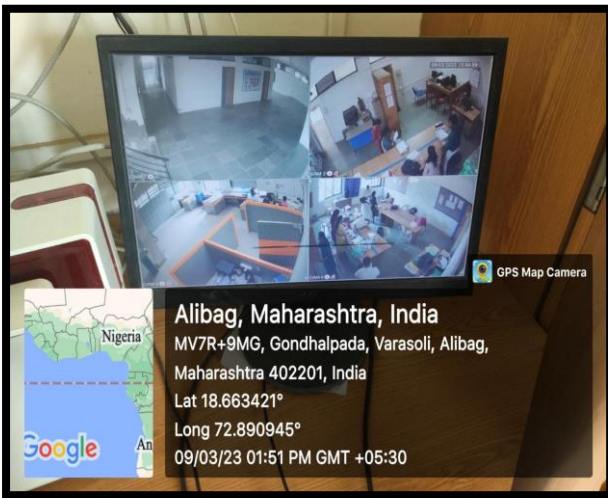 GPS Map Camera
Nigeria
Google
An
Alibag, Maharashtra, India
MV7R+9MG, Gondhalpada, Varasoli, Alibag,
Maharashtra 402201, India
Lat 18.663421°
Long 72.890945°
09/03/23 01:51 PM GMT +05:30